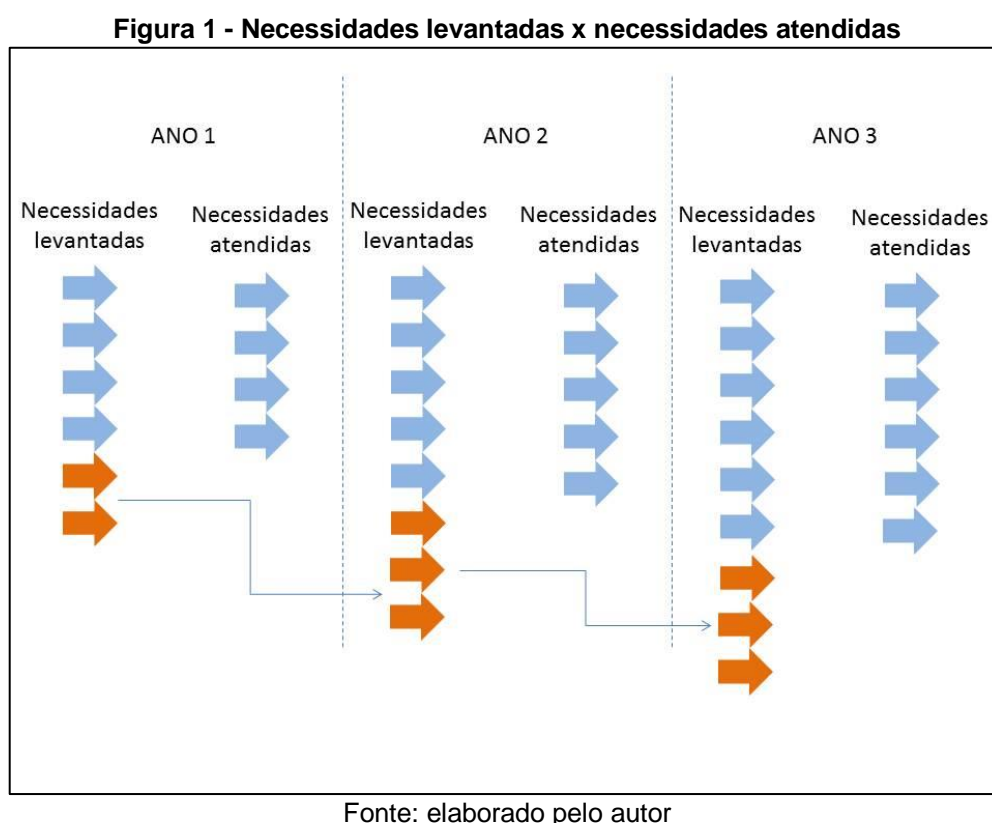 Figura 1 - Necessidades levantadas x necessidades atendidas
ANO 1
ANO 2
ANO 3
Necessidades
levantadas
Necessidades
atendidas
Necessidades
levantadas
Necessidades
atendidas
Necessidades
levantadas
Necessidades
atendidas
Fonte: elaborado pelo autor